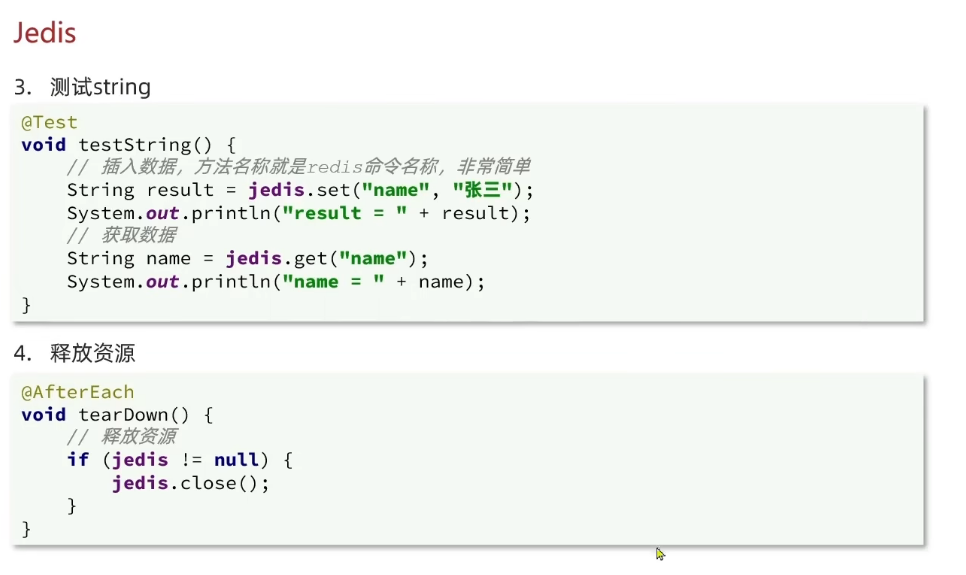 Jedis
3. 测试string
@Test
void testString() {
    // 插入数据，方法名称就是redis命令名称，非常简单
    String result = jedis.set("name", "张三");
    System.out.println("result = " + result);
    // 获取数据
    String name = jedis.get("name");
    System.out.println("name = " + name);
}
4. 释放资源
@AfterEach
void tearDown() {
    // 释放资源
    if (jedis != null) {
        jedis.close();
    }
}